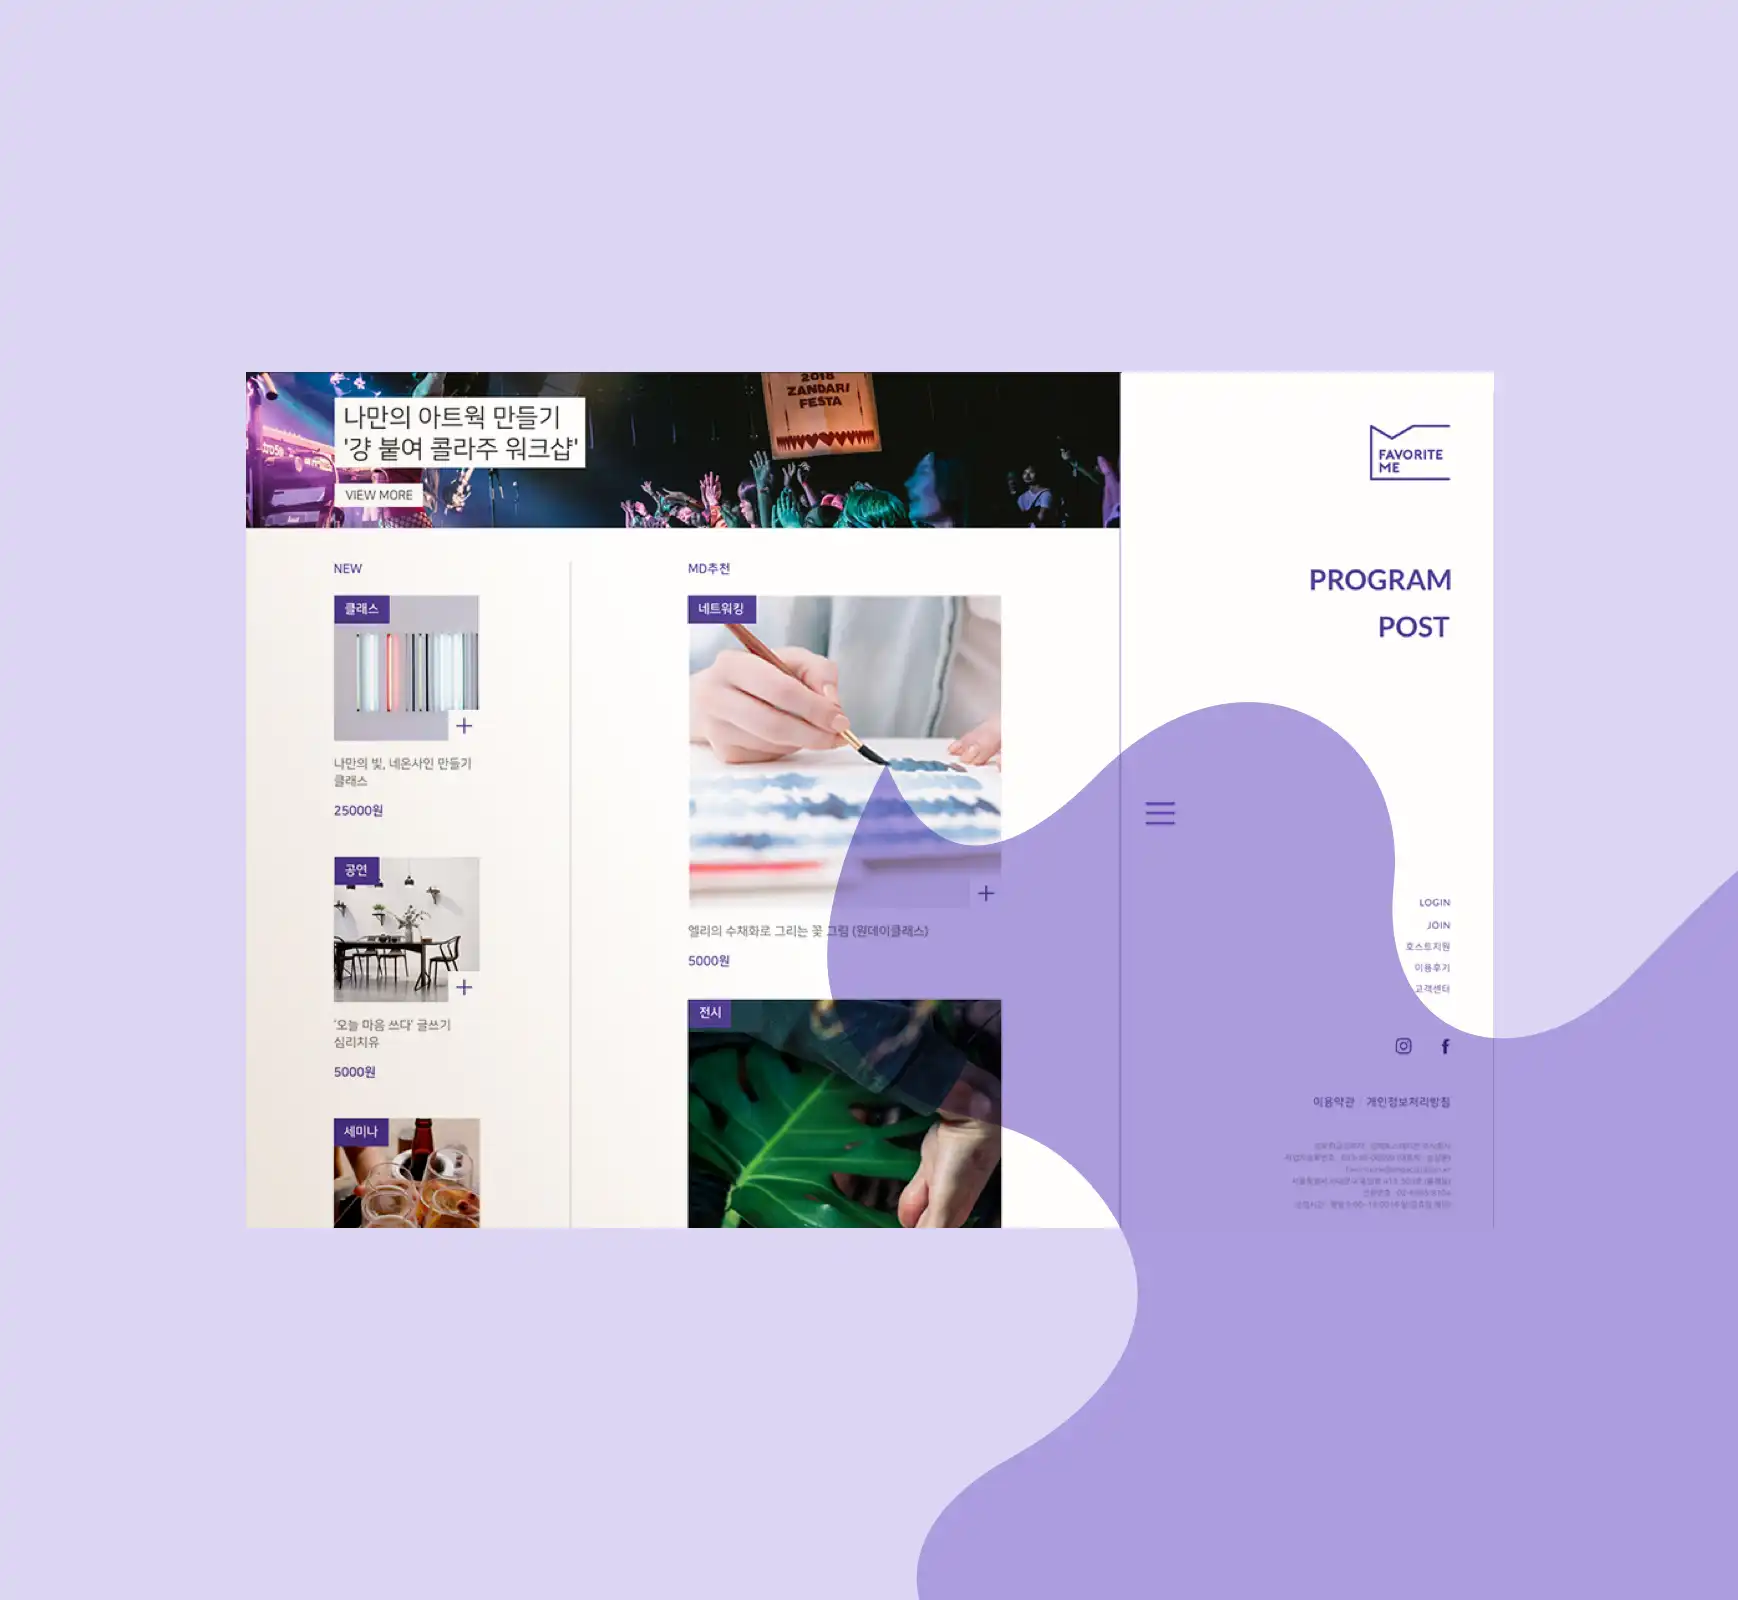 나만의 아트웍 만들기
'걍 붙여 콜라주 워크샵'
VIEW MORE
2018
ZANDARI
FESTA
NEW
클래스
나만의 빛, 네온사인 만들기
클래스
25000원
공연
'오늘 마음 쓰다' 글쓰기
심리치유
5000원
세미나
MD추천
네트워킹
엘리의 수채화로 그리는 꽃 그림 (원데이클래스)
5000원
전시
FAVORITE
ME
PROGRAM
POST
LOGIN
JOIN
호스트지원
이용후기
고객센터
이용약관 개인정보처리방침